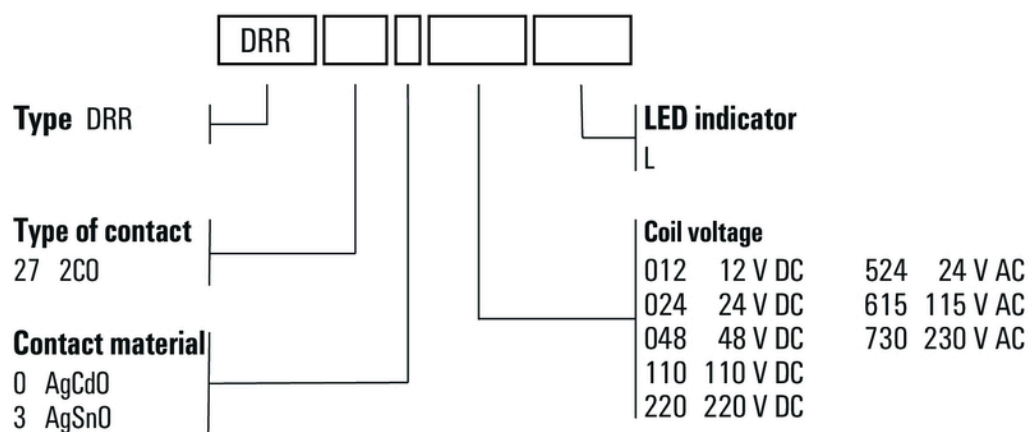 DRR
Type DRR
LED indicator
L
Type of contact
27 2CO
Contact material
0 AgCdO
3 AgSnO
Coil voltage
012 12 V DC 524 24 V AC
024 24 V DC 615 115 V AC
048 48 V DC 730 230 V AC
110 110 V DC
220 220 V DC